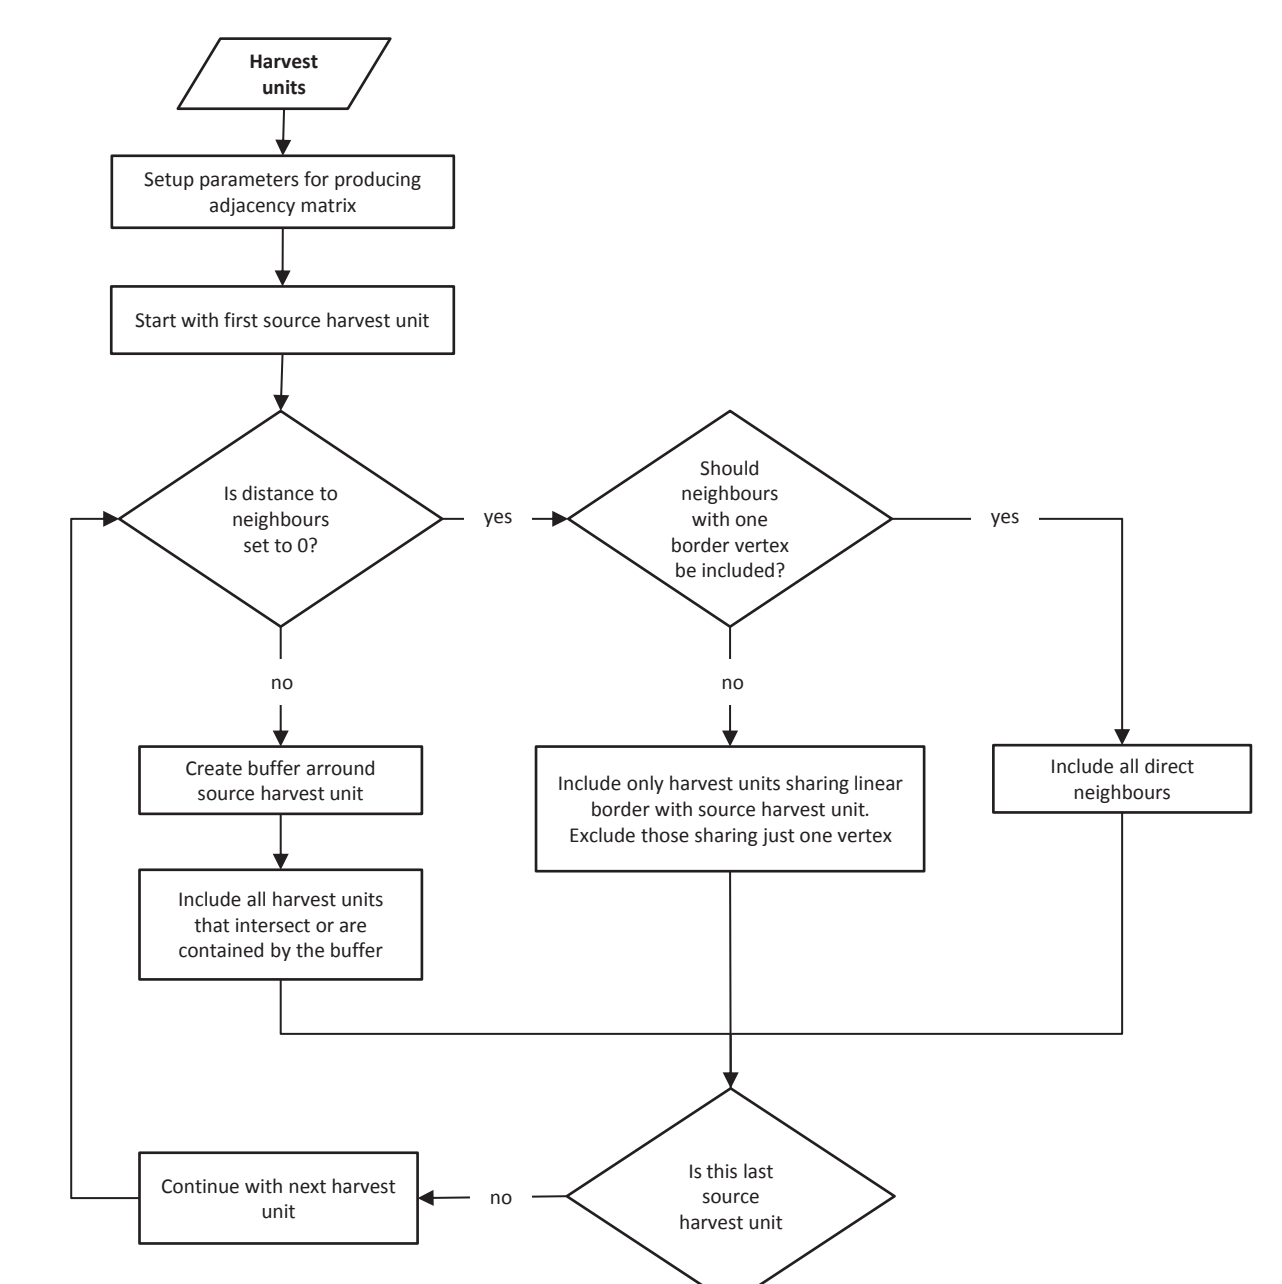 Harvest
units
Setup parameters for producing
adjacency matrix
Start with first source harvest unit
Is distance to
neighbours
set to 0?
yes
Should
neighbours
with one
border vertex
be included?
yes
no
no
Create buffer arround
source harvest unit
Include only harvest units sharing linear
border with source harvest unit.
Exclude those sharing just one vertex
Include all direct
neighbours
Include all harvest units
that intersect or are
contained by the buffer
Continue with next harvest
unit
no
Is this last
source
harvest unit